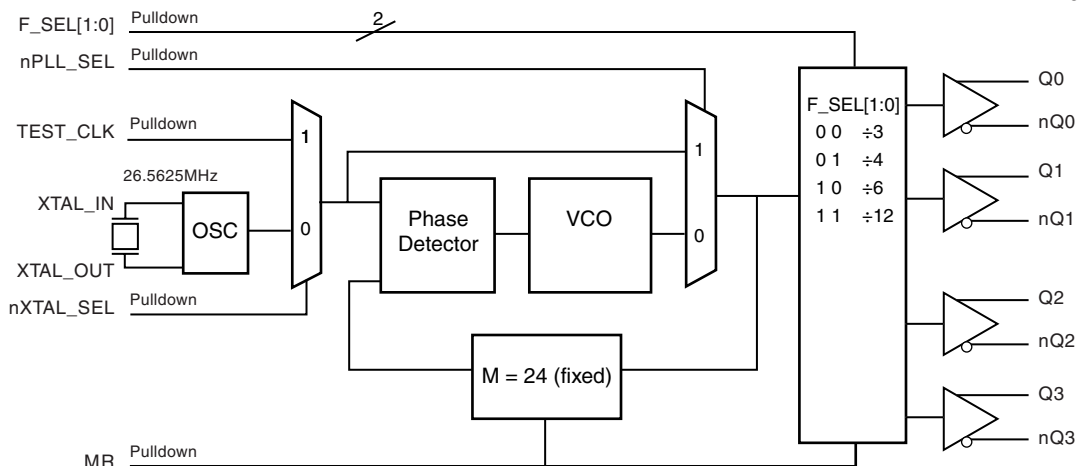 F_SEL[1:0] Pulldown 2
nPLL_SEL Pulldown
TEST_CLK Pulldown
26.5625MHz
XTAL_IN
OSC
XTAL_OUT
nXTAL_SEL Pulldown
1
0
Phase
Detector
VCO
1
0
M = 24 (fixed)
MR Pulldown
F_SEL[1:0]
0 0 ÷3
0 1 ÷4
1 0 ÷6
1 1 ÷12
Q0
nQ0
Q1
nQ1
Q2
nQ2
Q3
nQ3